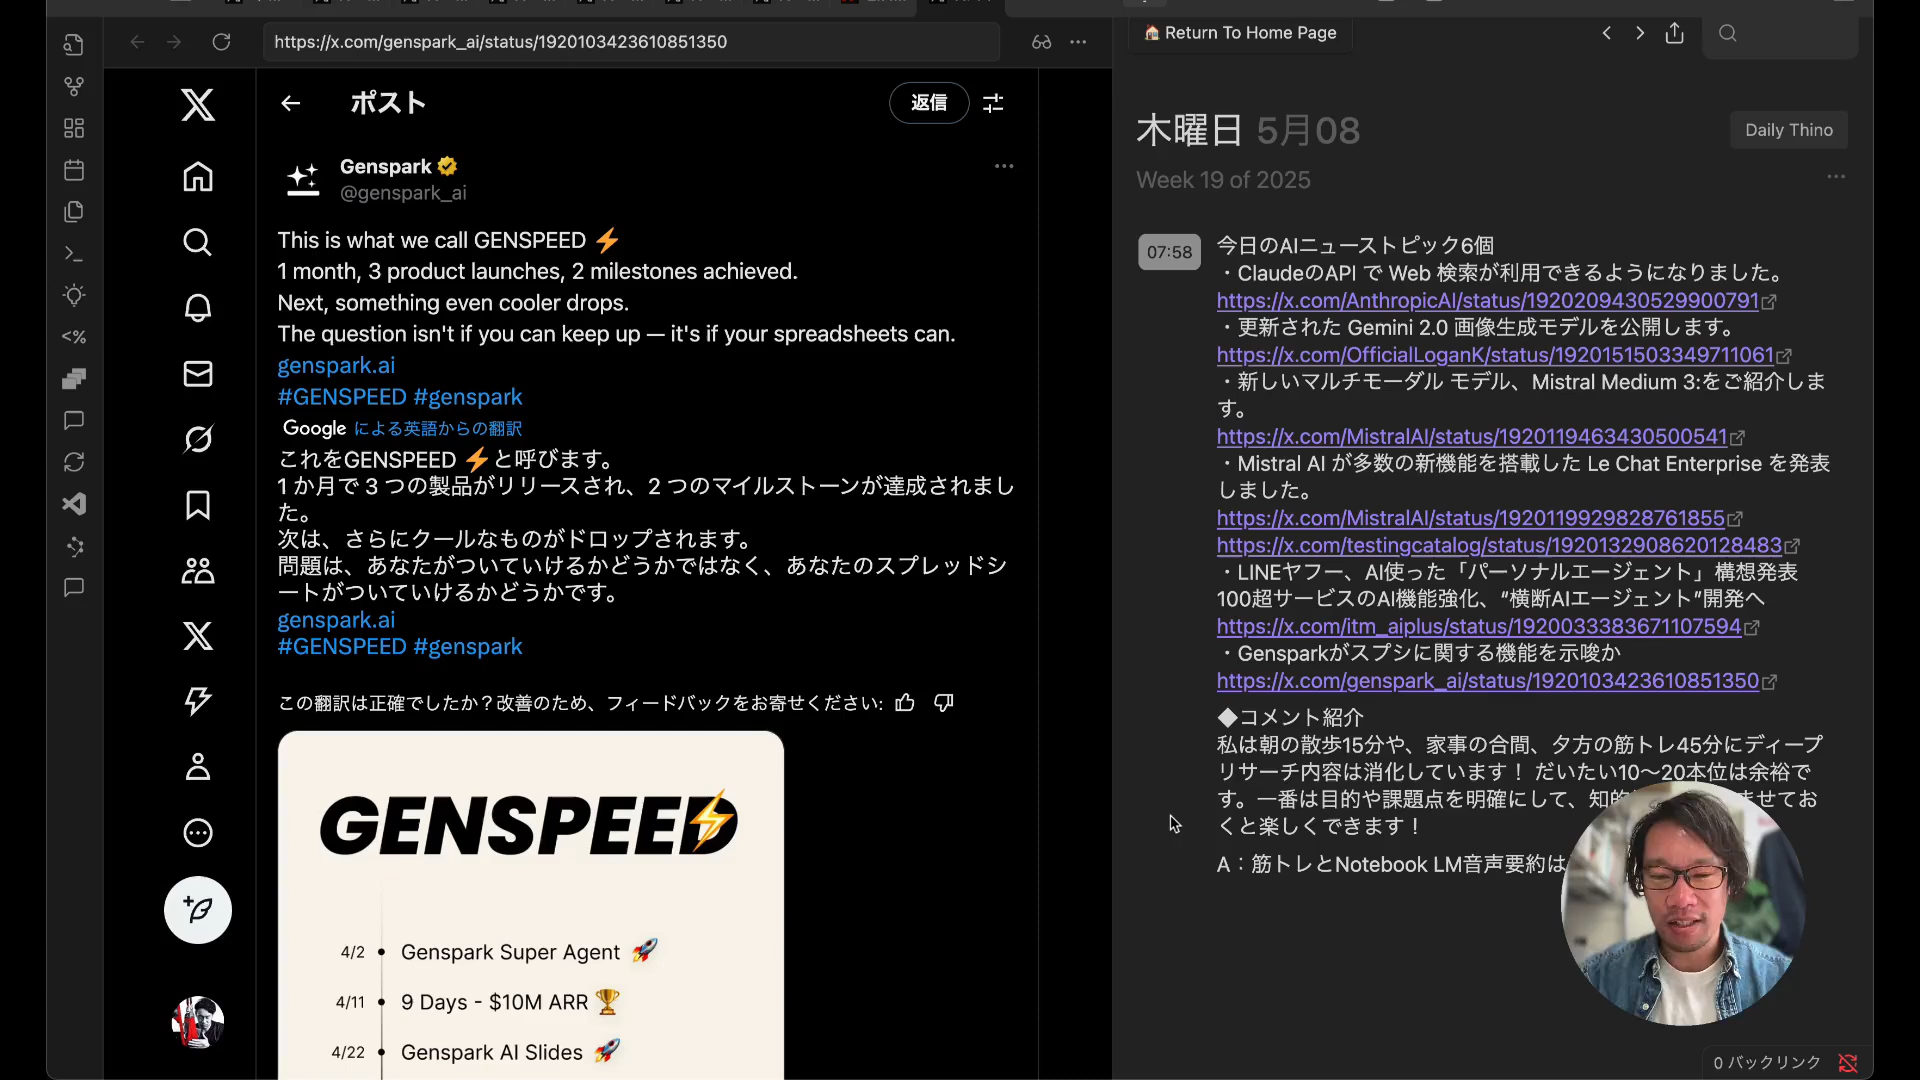 https://x.com/genspark_ai/status/1920103423610851350
ポスト
返信
Genspark
@genspark_ai
This is what we call GENSPEED ⚡
1 month, 3 product launches, 2 milestones achieved.
Next, something even cooler drops.
The question isn't if you can keep up — it's if your spreadsheets can.
genspark.ai
#GENSPEED #genspark
Google による英語からの翻訳
これをGENSPEED ⚡と呼びます。
1 か月で 3 つの製品がリリースされ、2 つのマイルストーンが達成されまし
た。
次は、さらにクールなものがドロップされます。
問題は、あなたがついていけるかどうかではなく、あなたのスプレッドシ
ートがついていけるかどうかです。
genspark.ai
#GENSPEED #genspark
この翻訳は正確でしたか？改善のため、フィードバックをお寄せください:
GENSPEED
4/2 Genspark Super Agent 🚀
4/11 9 Days - $10M ARR 🏆
4/22 Genspark AI Slides 🚀
🏠 Return To Home Page
木曜日 5月08
Daily Thino
Week 19 of 2025
07:58
今日のAIニューストピック6個
・ClaudeのAPI で Web 検索が利用できるようになりました。
https://x.com/AnthropicAI/status/1920209430529900791
・更新された Gemini 2.0 画像生成モデルを公開します。
https://x.com/OfficialLoganK/status/1920151503349711061
・新しいマルチモーダル モデル、Mistral Medium 3:をご紹介しま
す。
https://x.com/MistralAI/status/1920119463430500541
・Mistral AI が多数の新機能を搭載した Le Chat Enterprise を発表
しました。
https://x.com/MistralAI/status/1920119929828761855
https://x.com/testingcatalog/status/1920132908620128483
・LINEヤフー、AI使った「パーソナルエージェント」構想発表
100超サービスのAI機能強化、“横断AIエージェント”開発へ
https://x.com/itm_aiplus/status/1920033383671107594
・Gensparkがスプシに関する機能を示唆か
https://x.com/genspark_ai/status/1920103423610851350
◆コメント紹介
私は朝の散歩15分や、家事の合間、夕方の筋トレ45分にディープ
リサーチ内容は消化しています！ だいたい10〜20本位は余裕で
す。一番は目的や課題点を明確にして、知的 ませてお
くと楽しくできます！
A：筋トレとNotebook LM音声要約は
0 バックリンク